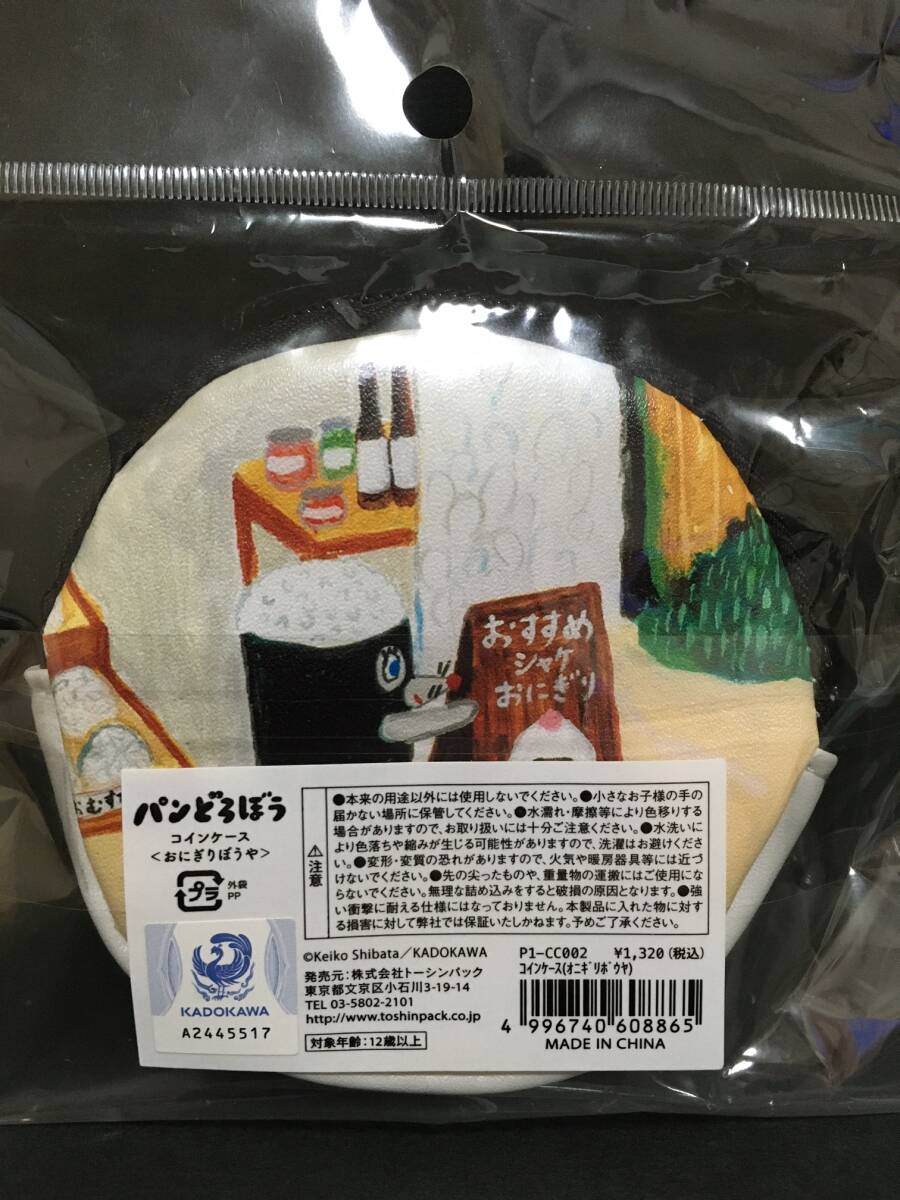 おすすめ
シャケ
おにぎり
おむす
パンどろぼう
コインケース
＜おにぎりぼうや＞
プラ
外袋
PP
KADOKAWA
A2445517
注意
●本来の用途以外には使用しないでください。●小さなお子様の手の
届かない場所に保管してください。●水濡れ・摩擦等により色移りする
場合がありますので、お取り扱いには十分ご注意ください。●水洗いに
より色落ちや縮みが生じる可能性がありますので、洗濯はお避けくださ
い。●変形・変質の恐れがありますので、火気や暖房器具等には近づ
けないでください。●先の尖ったものや、重量物の運搬にはご使用にな
らないでください。無理な詰め込みをすると破損の原因となります。●強
い衝撃に耐える仕様にはなっておりません。本製品に入れた物に対す
る損害に対して弊社では保証いたしかねます。予めご了承ください。
©Keiko Shibata／KADOKAWA
発売元：株式会社トーシンパック
東京都文京区小石川3-19-14
TEL 03-5802-2101
http://www.toshinpack.co.jp
対象年齢：12歳以上
P1-CC002 ¥1,320（税込）
ｺｲﾝｹｰｽ(ｵﾆｷﾞﾘﾎﾞｳﾔ)
4 996740 608865
MADE IN CHINA